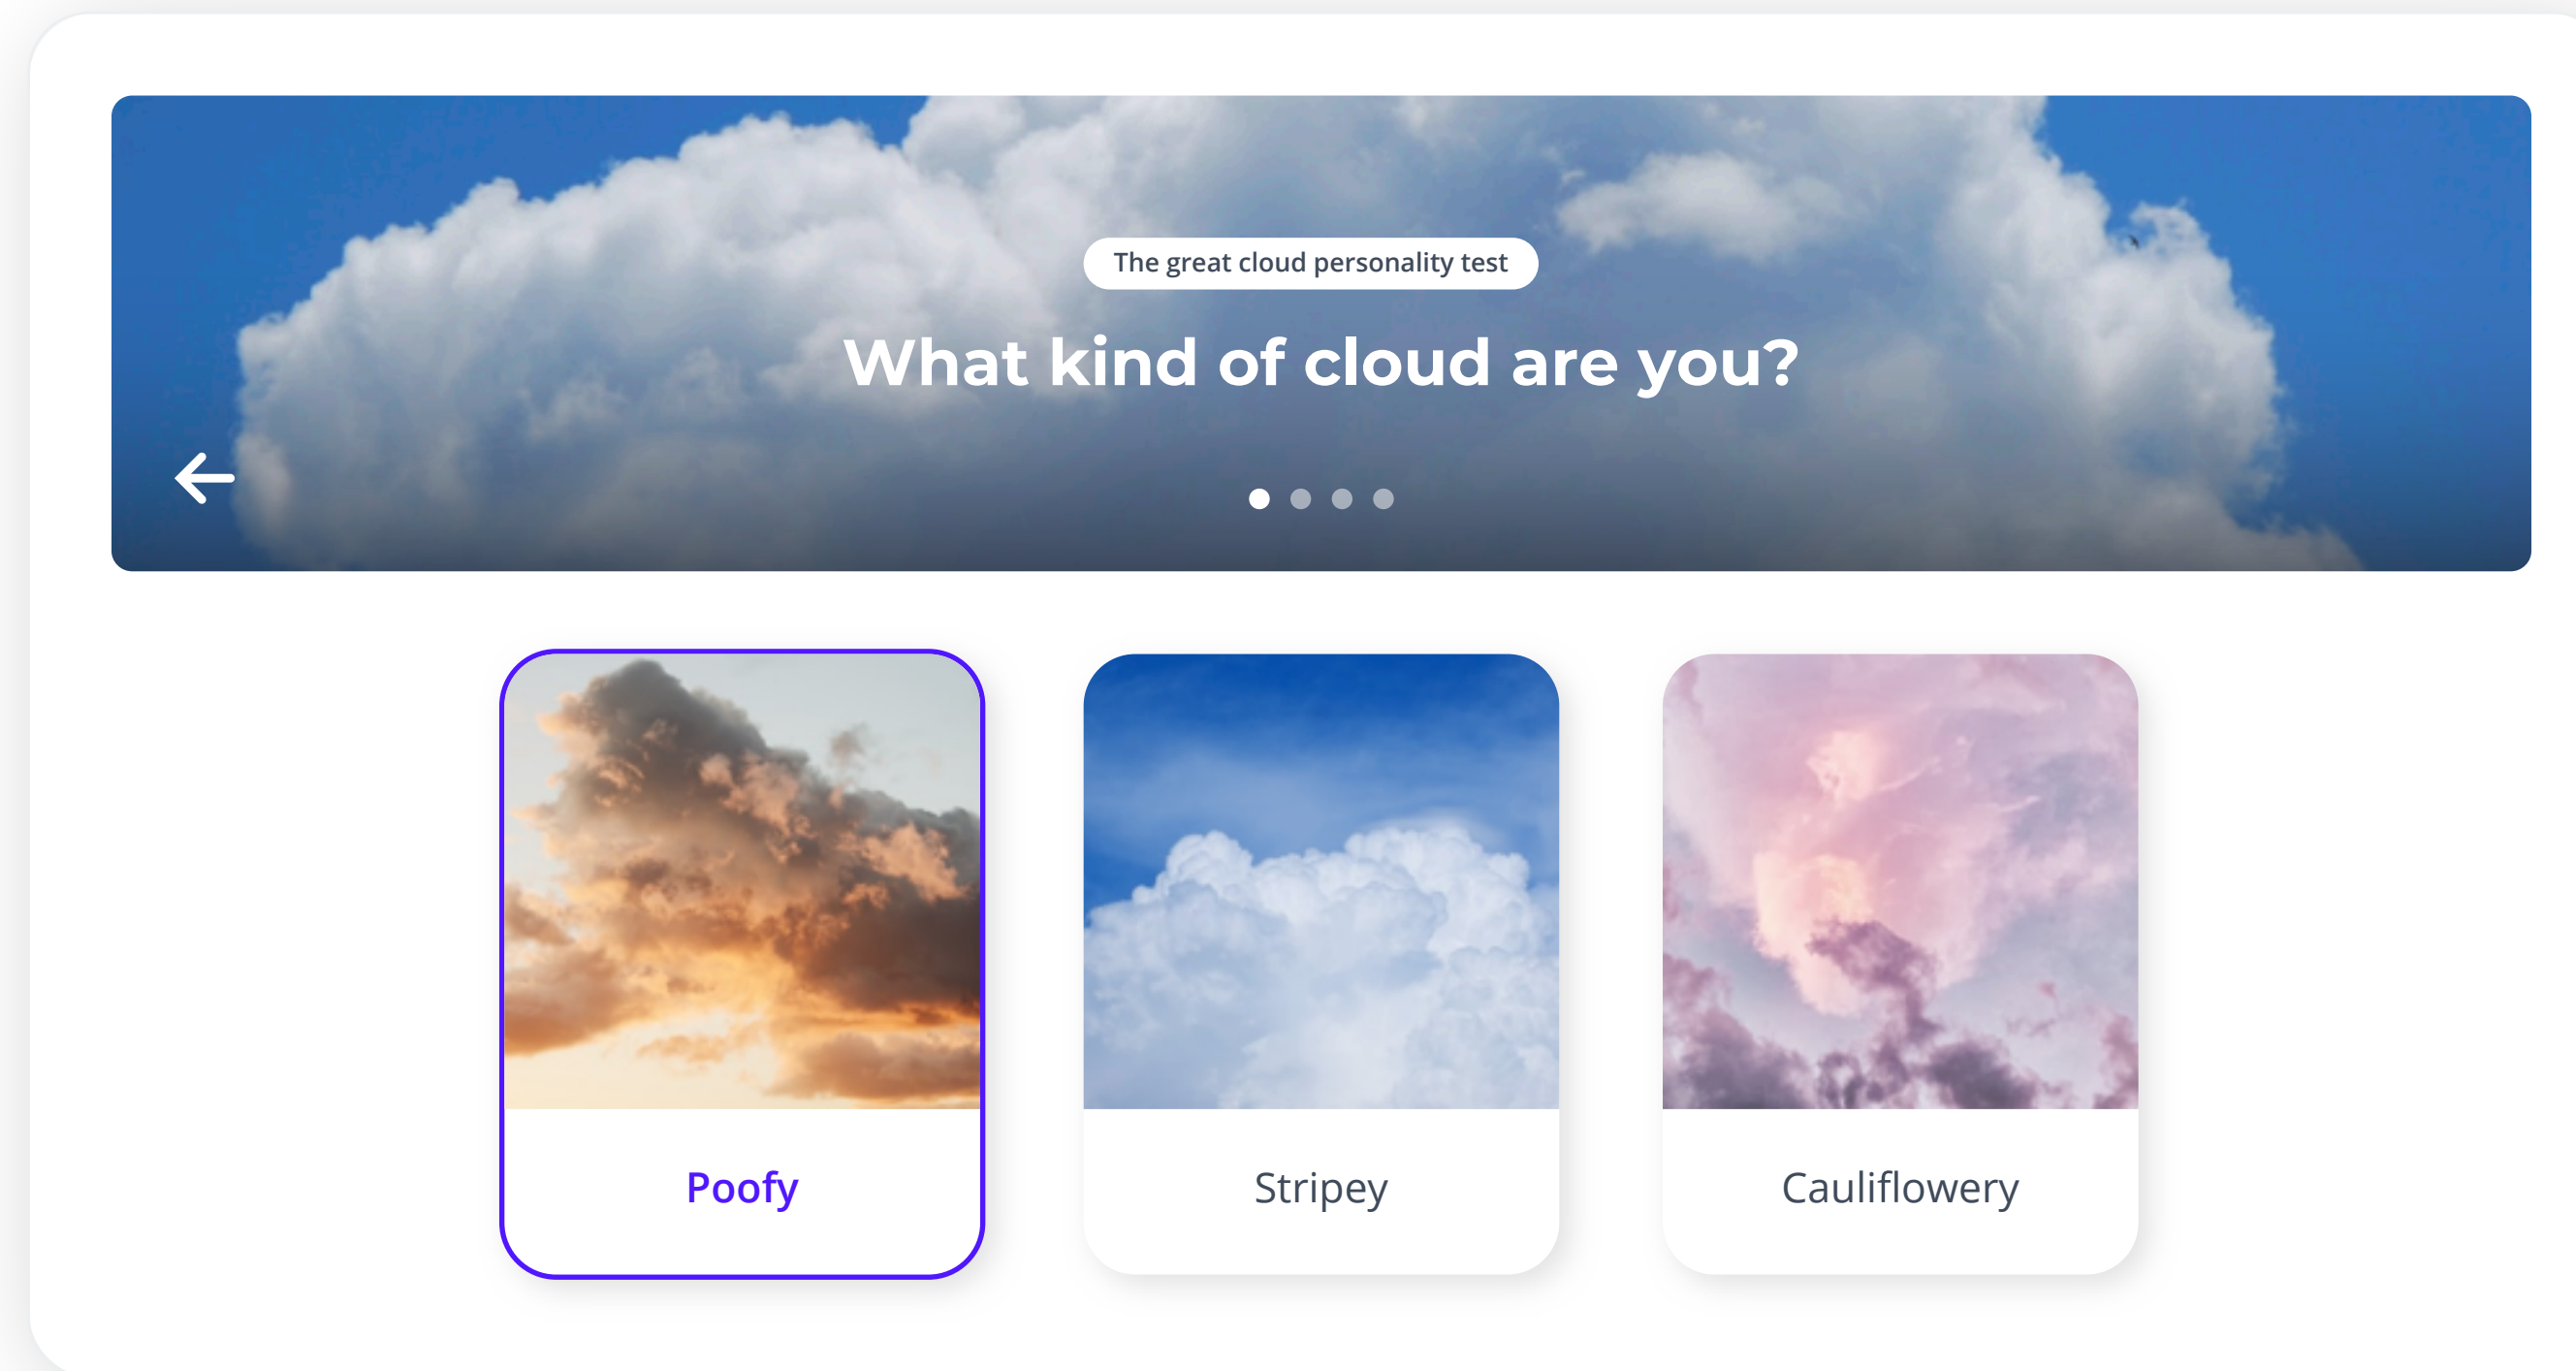 The great cloud personality test
What kind of cloud are you?
Poofy
Stripey
Cauliflowery